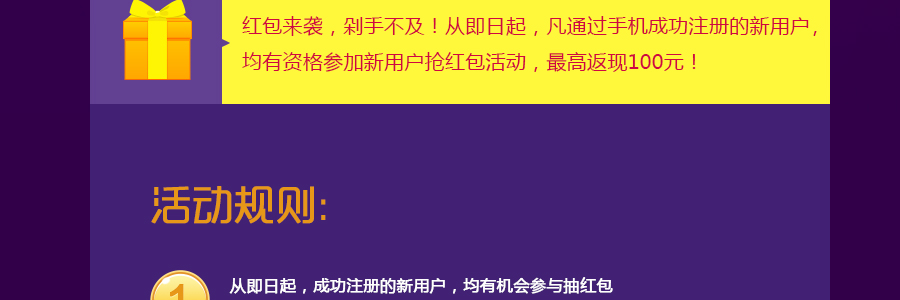 红包来袭，剁手不及！从即日起，凡通过手机成功注册的新用户，
均有资格参加新用户抢红包活动，最高返现100元！
活动规则:
1
从即日起，成功注册的新用户，均有机会参与抽红包